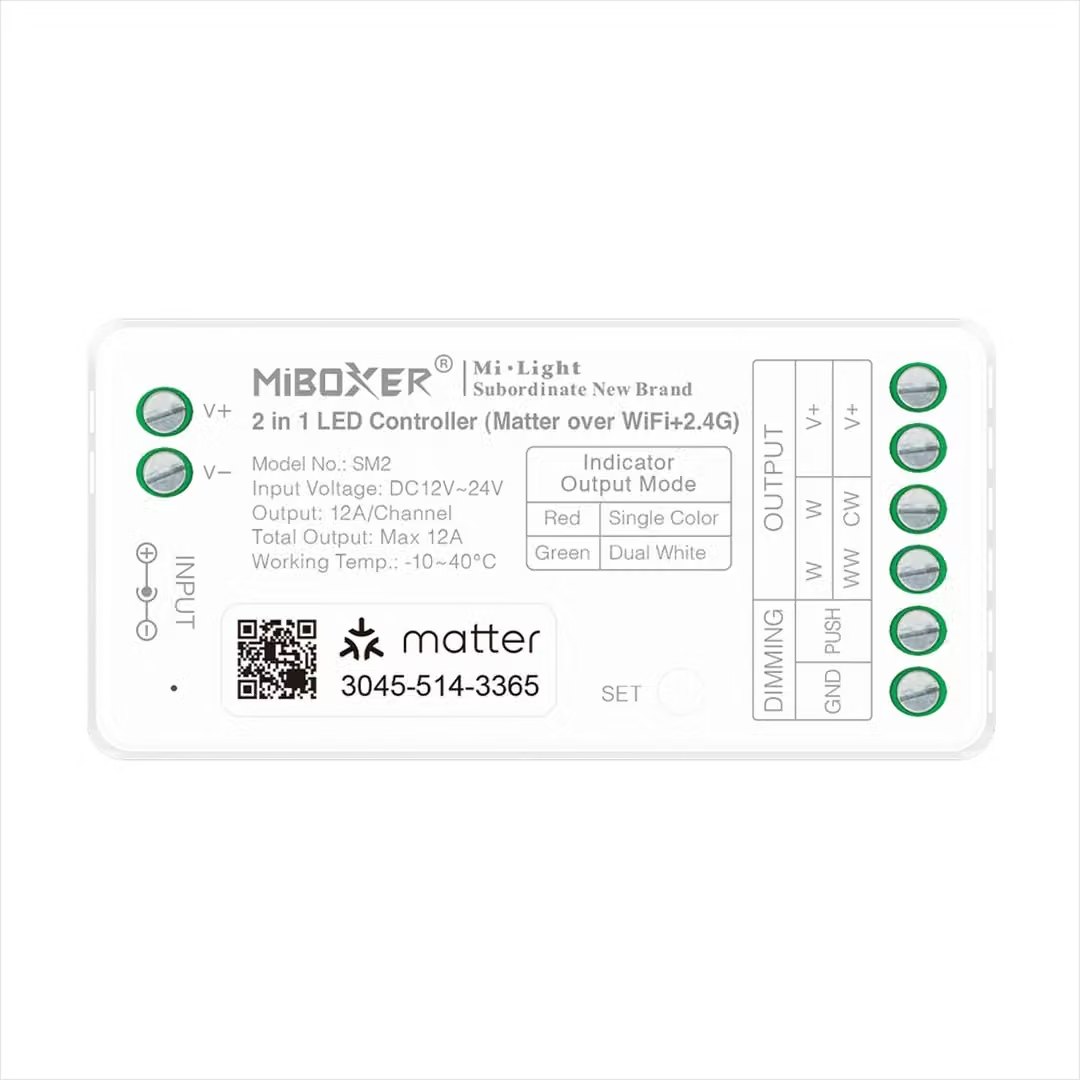 MiBOXER® | Mi·Light
Subordinate New Brand
2 in 1 LED Controller (Matter over WiFi+2.4G)
Model No.: SM2
Input Voltage: DC12V~24V
Output: 12A/Channel
Total Output: Max 12A
Working Temp.: -10~40°C
Indicator
Output Mode
Red Single Color
Green Dual White
V+
V−
INPUT
matter
3045-514-3365
SET
OUTPUT
V+ V+
W CW
W WW
DIMMING
PUSH
GND